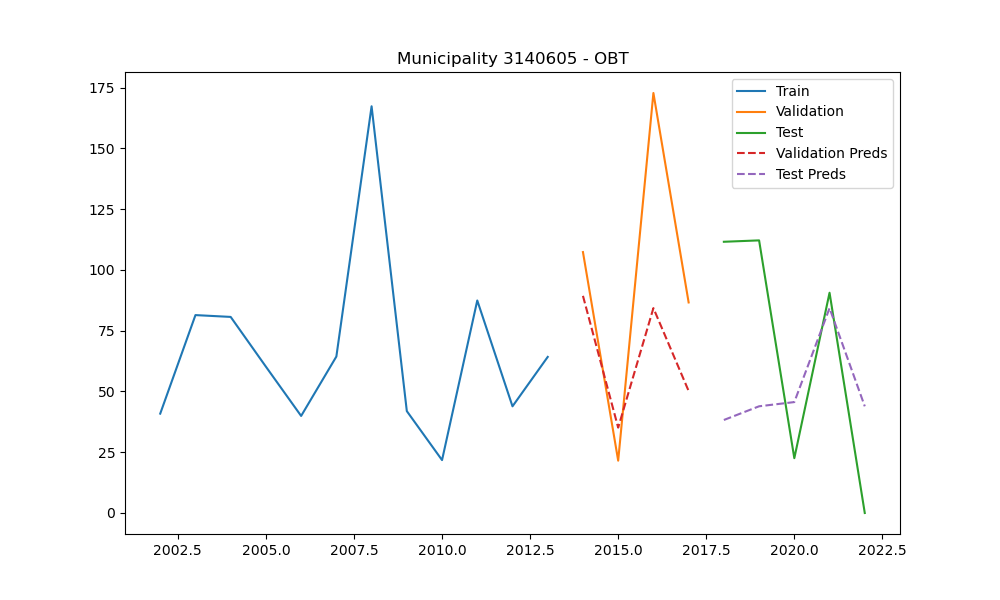 Municipality 3140605 - OBT
Train
Validation
Test
Validation Preds
Test Preds
175
150
125
100
75
50
25
0
2002.5 2005.0 2007.5 2010.0 2012.5 2015.0 2017.5 2020.0 2022.5